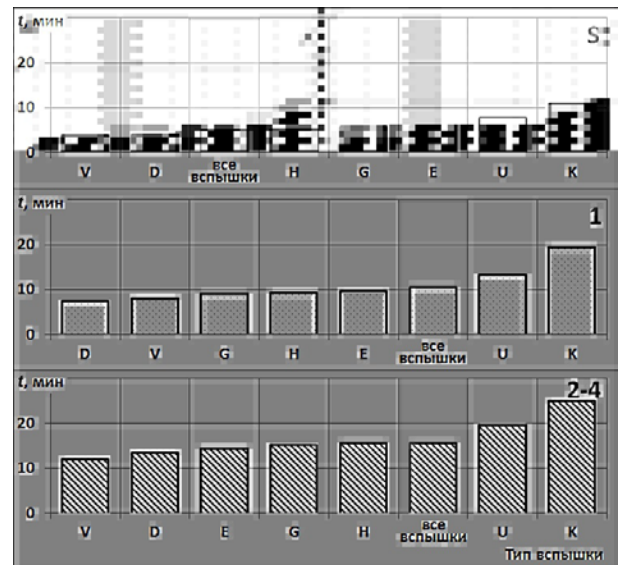 t, мин
S
20
10
0
V D все вспышки H G E U K
t, мин
1
20
10
0
D V G H E все вспышки U K
t, мин
2-4
20
10
0
V D E G H все вспышки U K
Тип вспышки